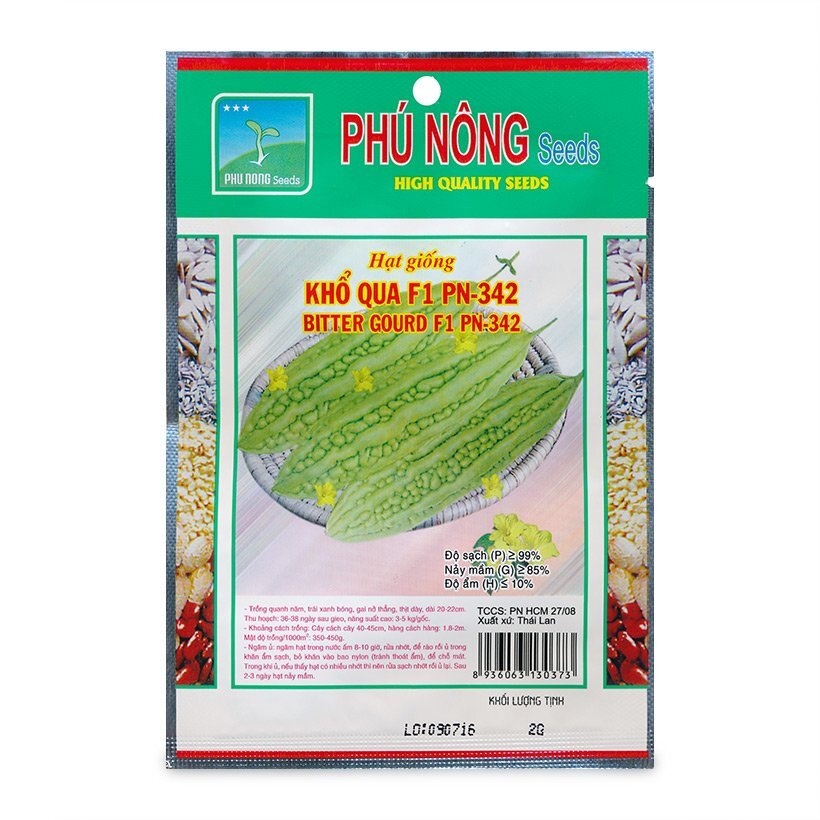 PHU NONG Seeds
PHÚ NÔNG Seeds
HIGH QUALITY SEEDS
Hạt giống
KHỔ QUA F1 PN-342
BITTER GOURD F1 PN-342
Độ sạch (P) ≥ 99%
Nảy mầm (G) ≥ 85%
Độ ẩm (H) ≤ 10%
- Trồng quanh năm, trái xanh bóng, gai nở thẳng, thịt dày, dài 20-22cm.
Thu hoạch: 36-38 ngày sau gieo, năng suất cao: 3-5 kg/gốc.
- Khoảng cách trồng: Cây cách cây 40-45cm, hàng cách hàng: 1,8-2m.
Mật độ trồng/1000m²: 350-450g.
- Ngâm ủ: ngâm hạt trong nước ấm 8-10 giờ, rửa nhớt, để ráo rồi ủ trong
khăn ẩm sạch, bỏ khăn vào bao nylon (tránh thoát ẩm), để chỗ mát.
Trong khi ủ, nếu thấy hạt có nhiều nhớt thì nên rửa sạch nhớt rồi ủ lại. Sau
2-3 ngày hạt nảy mầm.
TCCS: PN HCM 27/08
Xuất xứ: Thái Lan
8 936063 130373
KHỐI LƯỢNG TỊNH
LO:090716 2G